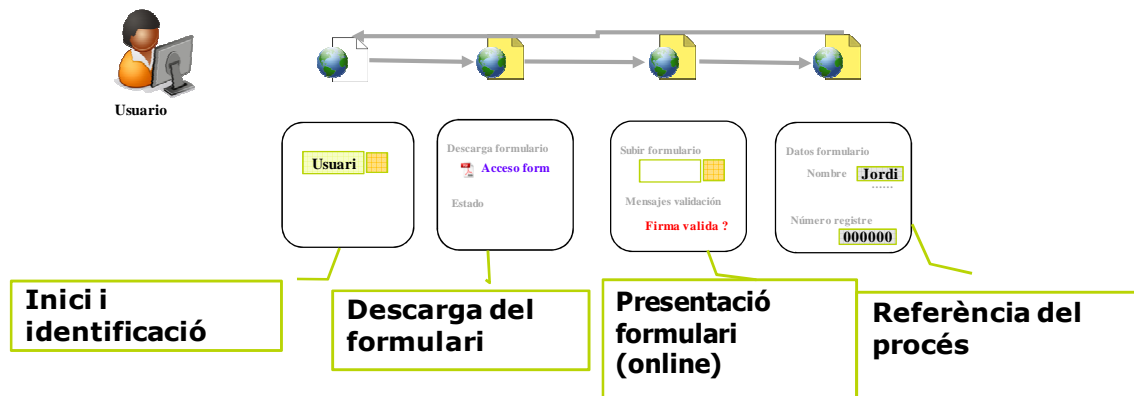 Usuario
Usuari
Descarga formulario
Acceso form
Estado
Subir formulario
Mensajes validación
Firma valida ?
Datos formulario
Nombre Jordi
......
Número registre
000000
Inici i
identificació
Descarga del
formulari
Presentació
formulari
(online)
Referència del
procés